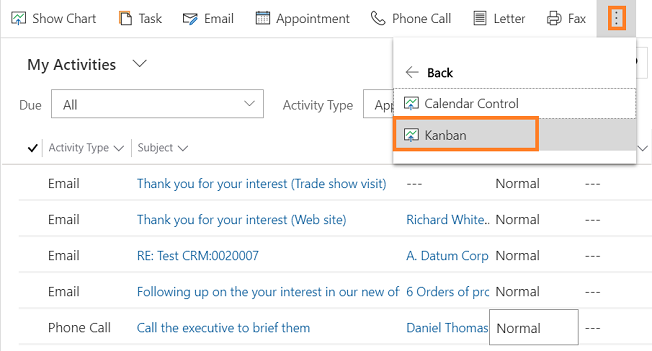 Show Chart Task Email Appointment Phone Call Letter Fax
My Activities
Back
Due All Activity Type App
Calendar Control
Kanban
Activity Type Subject
Email Thank you for your interest (Trade show visit) --- Normal ---
Email Thank you for your interest (Web site) Richard White.. Normal ---
Email RE: Test CRM:0020007 A. Datum Corp Normal ---
Email Following up on the your interest in our new of 6 Orders of prc Normal ---
Phone Call Call the executive to brief them Daniel Thomas Normal ---